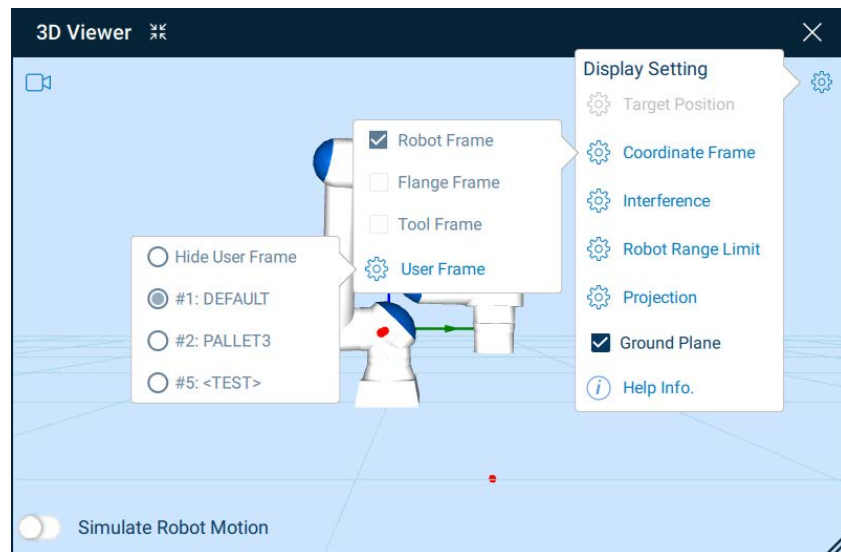 3D Viewer
Display Setting
Target Position
Coordinate Frame
Interference
Robot Range Limit
Projection
Ground Plane
Help Info.
Robot Frame
Flange Frame
Tool Frame
User Frame
Hide User Frame
#1: DEFAULT
#2: PALLET3
#5: <TEST>
Simulate Robot Motion